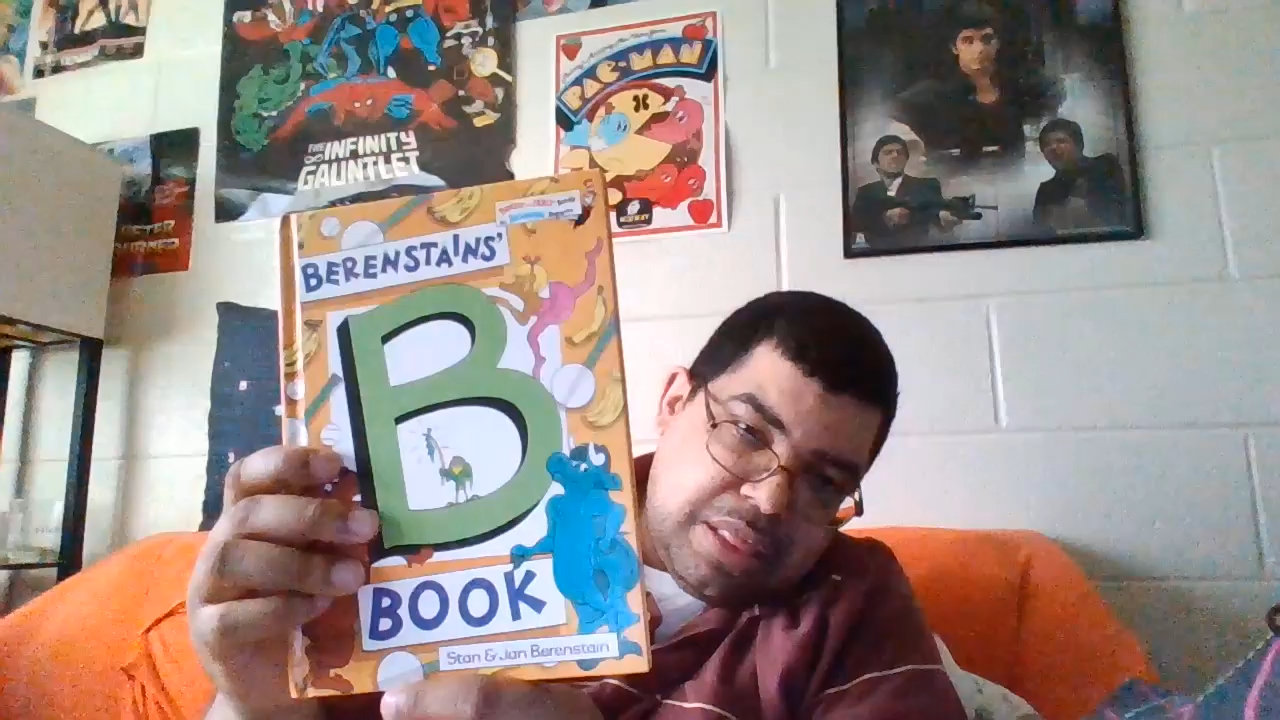 THE INFINITY
GAUNTLET
PAC-MAN
BERENSTAINS'
B
BOOK
Stan & Jan Berenstain